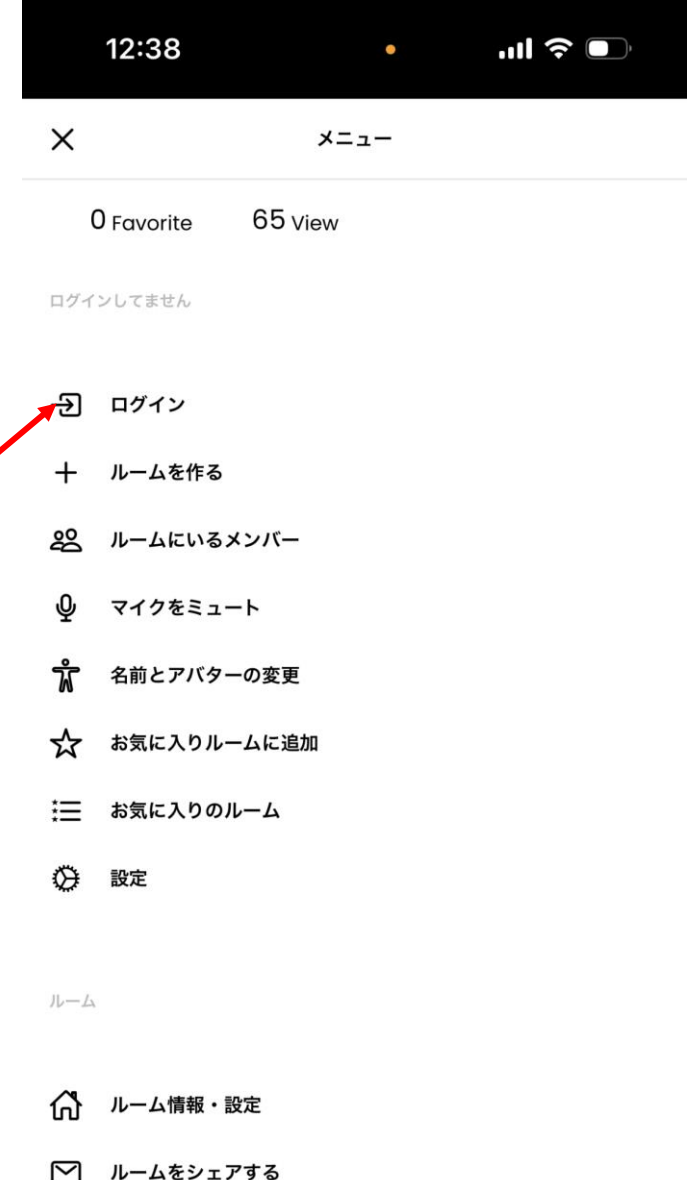 12:38
メニュー
0 Favorite 65 View
ログインしてません
ログイン
ルームを作る
ルームにいるメンバー
マイクをミュート
名前とアバターの変更
お気に入りルームに追加
お気に入りのルーム
設定
ルーム
ルーム情報・設定
ルームをシェアする